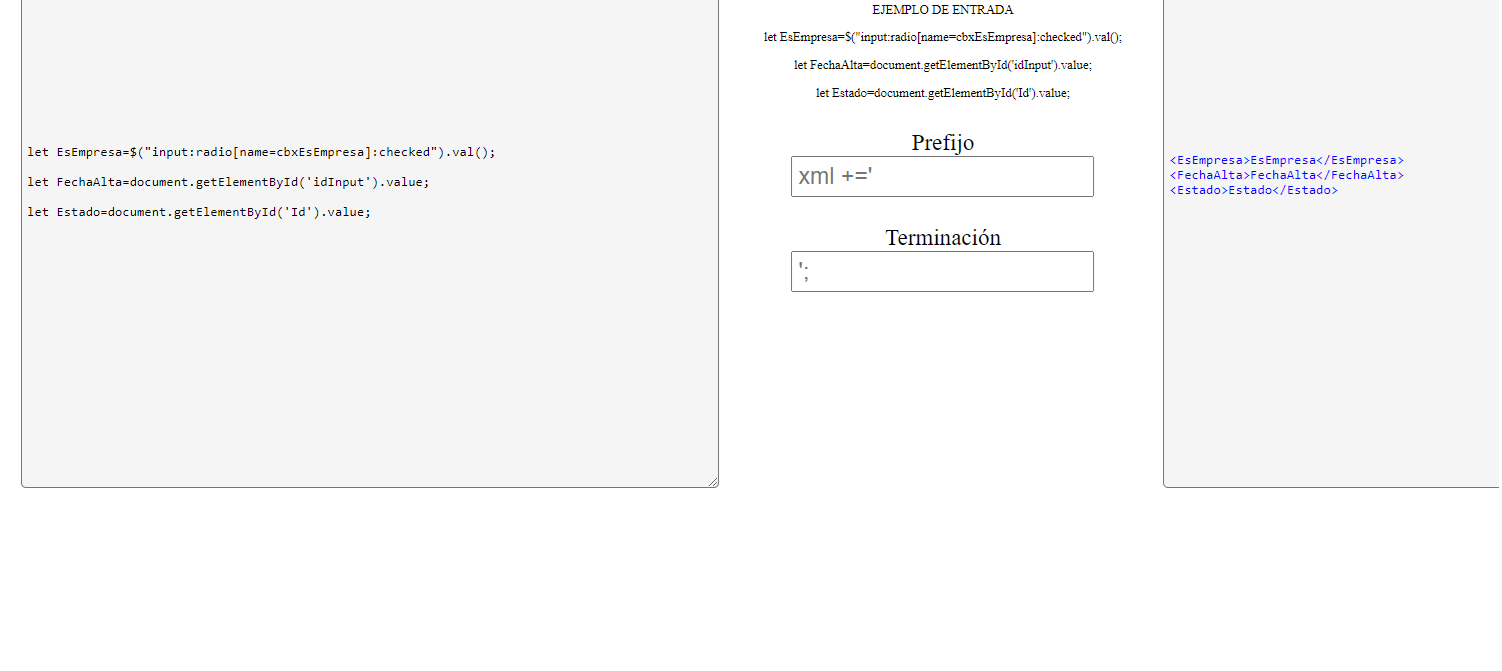 let EsEmpresa=$("input:radio[name=cbxEsEmpresa]:checked").val();
let FechaAlta=document.getElementById('idInput').value;
let Estado=document.getElementById('Id').value;
EJEMPLO DE ENTRADA
let EsEmpresa=$("input:radio[name=cbxEsEmpresa]:checked").val();
let FechaAlta=document.getElementById('idInput').value;
let Estado=document.getElementById('Id').value;
Prefijo
xml +='
Terminación
';
<EsEmpresa>EsEmpresa</EsEmpresa>
<FechaAlta>FechaAlta</FechaAlta>
<Estado>Estado</Estado>